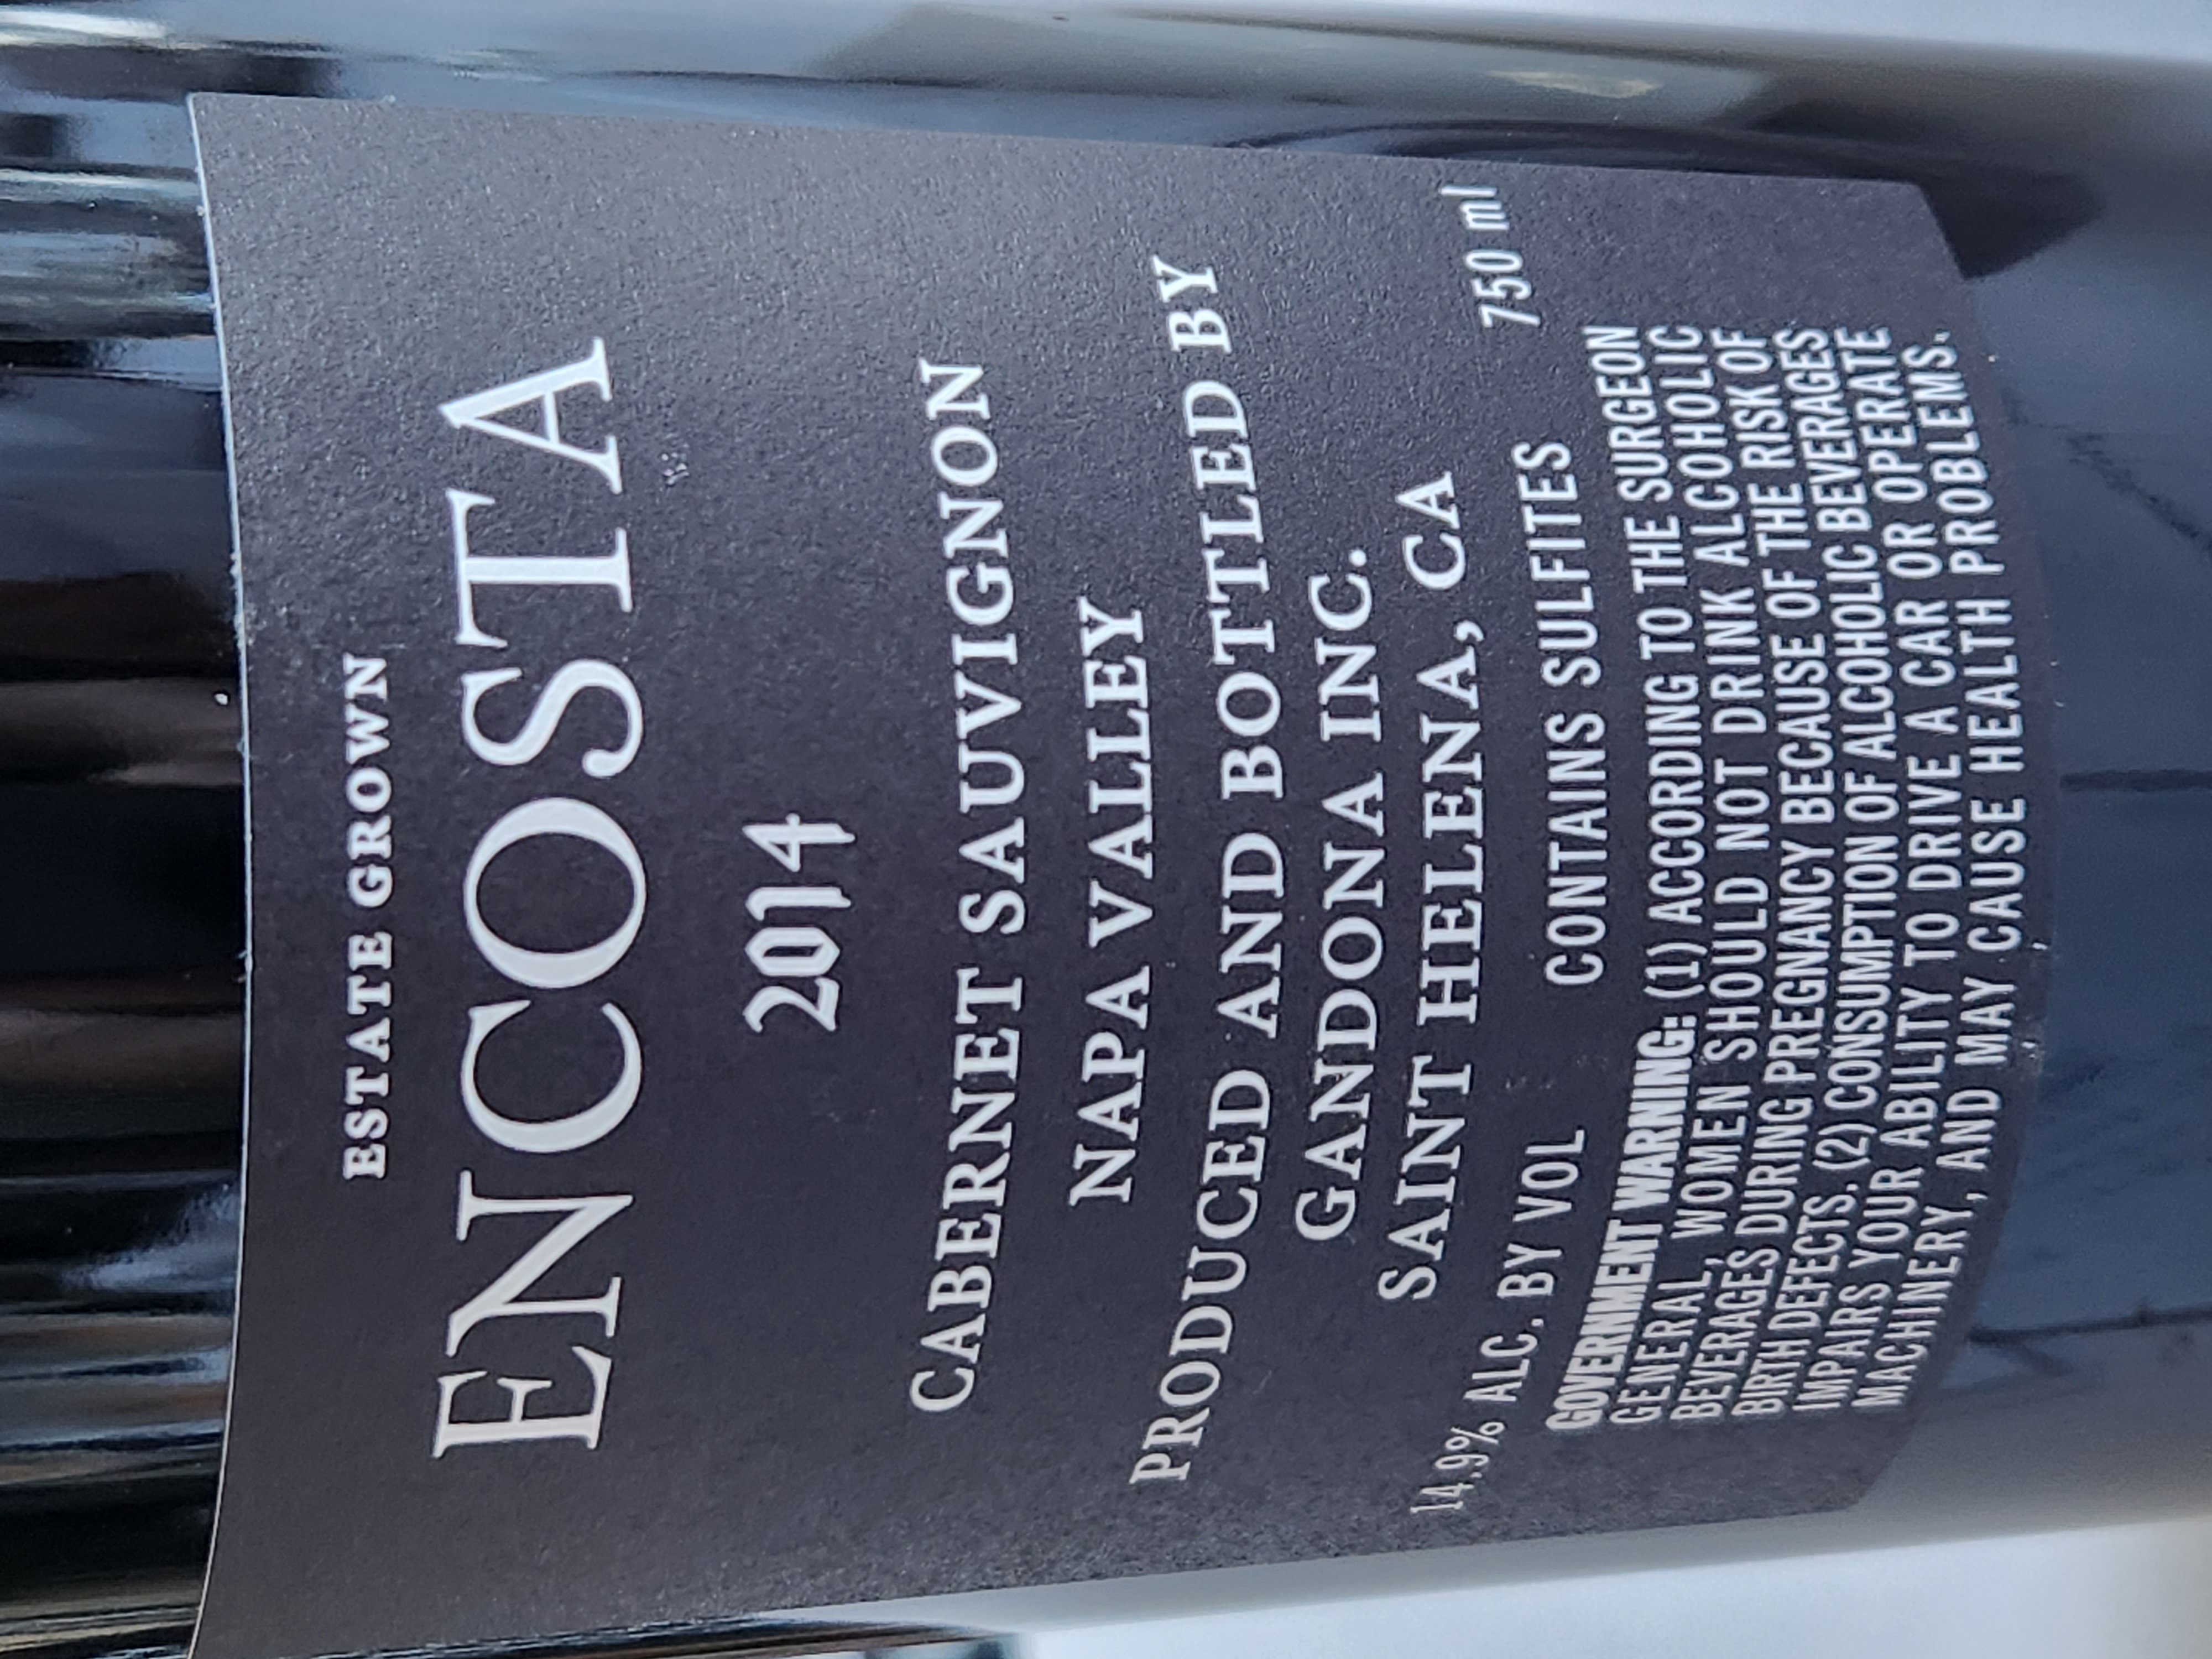 ESTATE GROWN
ENCOSTA
2014
CABERNET SAUVIGNON
NAPA VALLEY
PRODUCED AND BOTTLED BY
GANDONA INC.
SAINT HELENA, CA
14.9% ALC. BY VOL CONTAINS SULFITES 750 ml
GOVERNMENT WARNING: (1) ACCORDING TO THE SURGEON
GENERAL, WOMEN SHOULD NOT DRINK ALCOHOLIC
BEVERAGES DURING PREGNANCY BECAUSE OF THE RISK OF
BIRTH DEFECTS. (2) CONSUMPTION OF ALCOHOLIC BEVERAGES
IMPAIRS YOUR ABILITY TO DRIVE A CAR OR OPERATE
MACHINERY, AND MAY CAUSE HEALTH PROBLEMS.